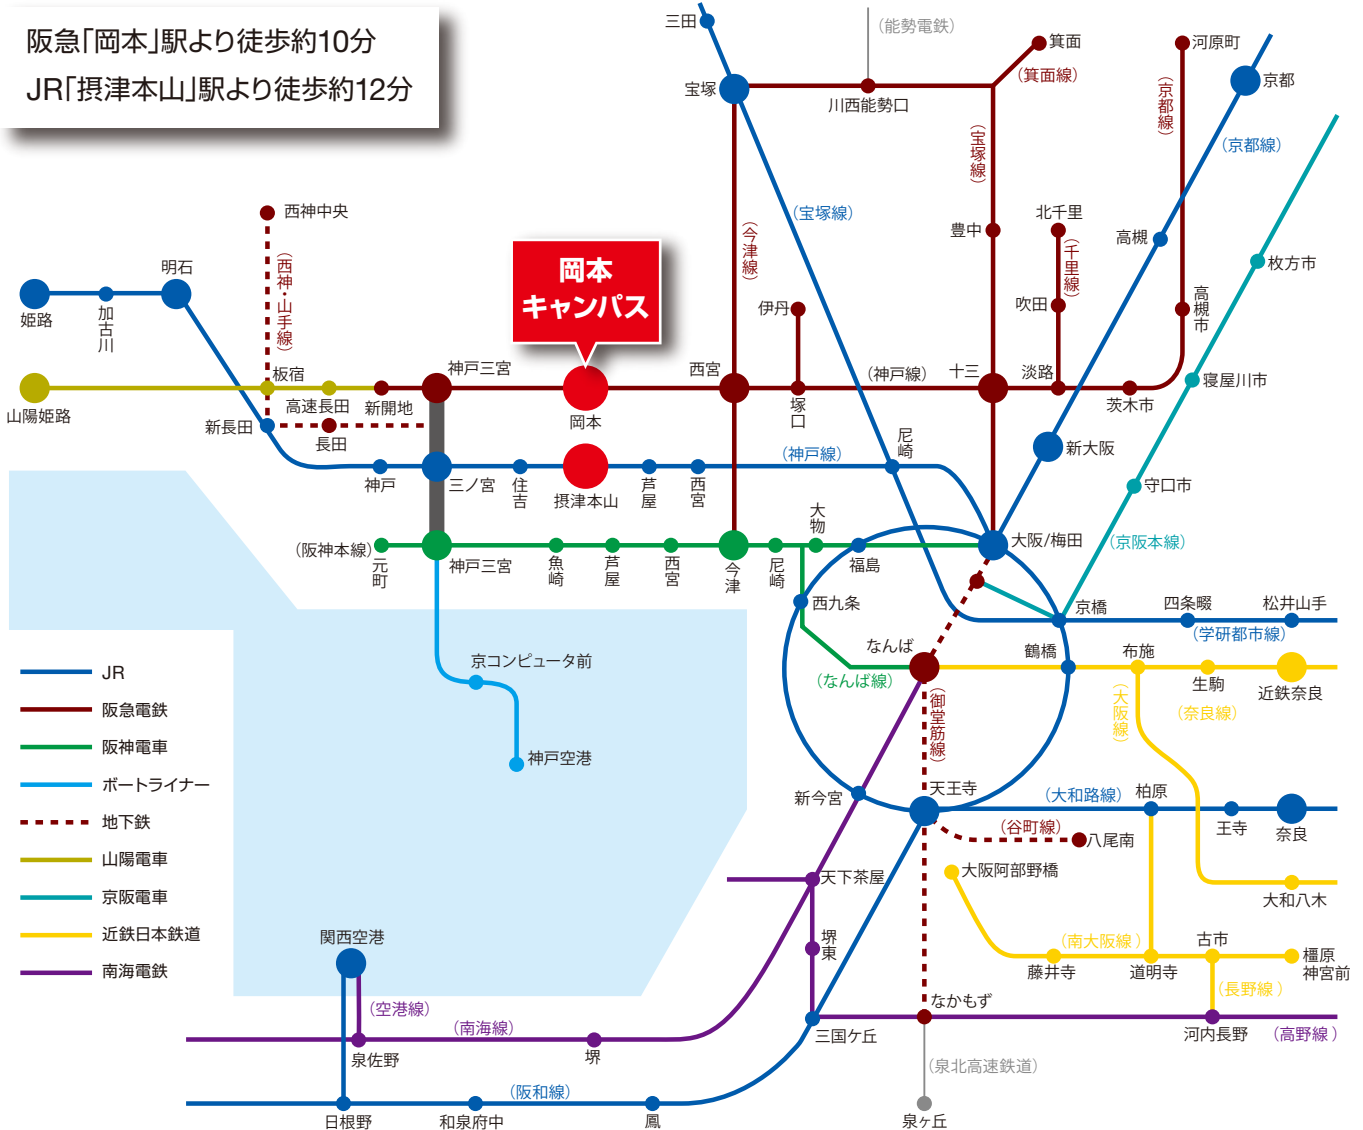 阪急「岡本」駅より徒歩約10分
JR「摂津本山」駅より徒歩約12分
三田
(能勢電鉄)
箕面
河原町
(箕面線)
宝塚
川西能勢口
京都
(京都線)
(京都線)
(宝塚線)
西神中央
(宝塚線)
豊中
北千里
高槻
(今津線)
(千里線)
枚方市
岡本
キャンパス
明石
(西神・山手線)
姫路
加古川
伊丹
吹田
高槻市
板宿
神戸三宮
西宮
(神戸線)
十三
淡路
寝屋川市
山陽姫路
高速長田
新開地
岡本
塚口
茨木市
新長田
長田
尼崎
新大阪
(神戸線)
神戸
三ノ宮
住吉
摂津本山
芦屋
西宮
守口市
大物
(阪神本線)
元町
神戸三宮
魚崎
芦屋
西宮
今津
尼崎
福島
大阪/梅田
(京阪本線)
西九条
京橋
四条畷
松井山手
(学研都市線)
なんば
鶴橋
布施
京コンピュータ前
(なんば線)
生駒
近鉄奈良
(御堂筋線)
(大阪線)
(奈良線)
神戸空港
JR
阪急電鉄
阪神電車
ボートライナー
地下鉄
山陽電車
京阪電車
近鉄日本鉄道
南海電鉄
新今宮
天王寺
(大和路線)
柏原
王寺
奈良
(谷町線)
八尾南
天下茶屋
大阪阿部野橋
大和八木
関西空港
堺東
(南大阪線)
古市
藤井寺
道明寺
橿原
神宮前
(空港線)
(長野線)
なかもず
(南海線)
泉佐野
堺
三国ケ丘
河内長野
(高野線)
(泉北高速鉄道)
(阪和線)
日根野
和泉府中
鳳
泉ヶ丘